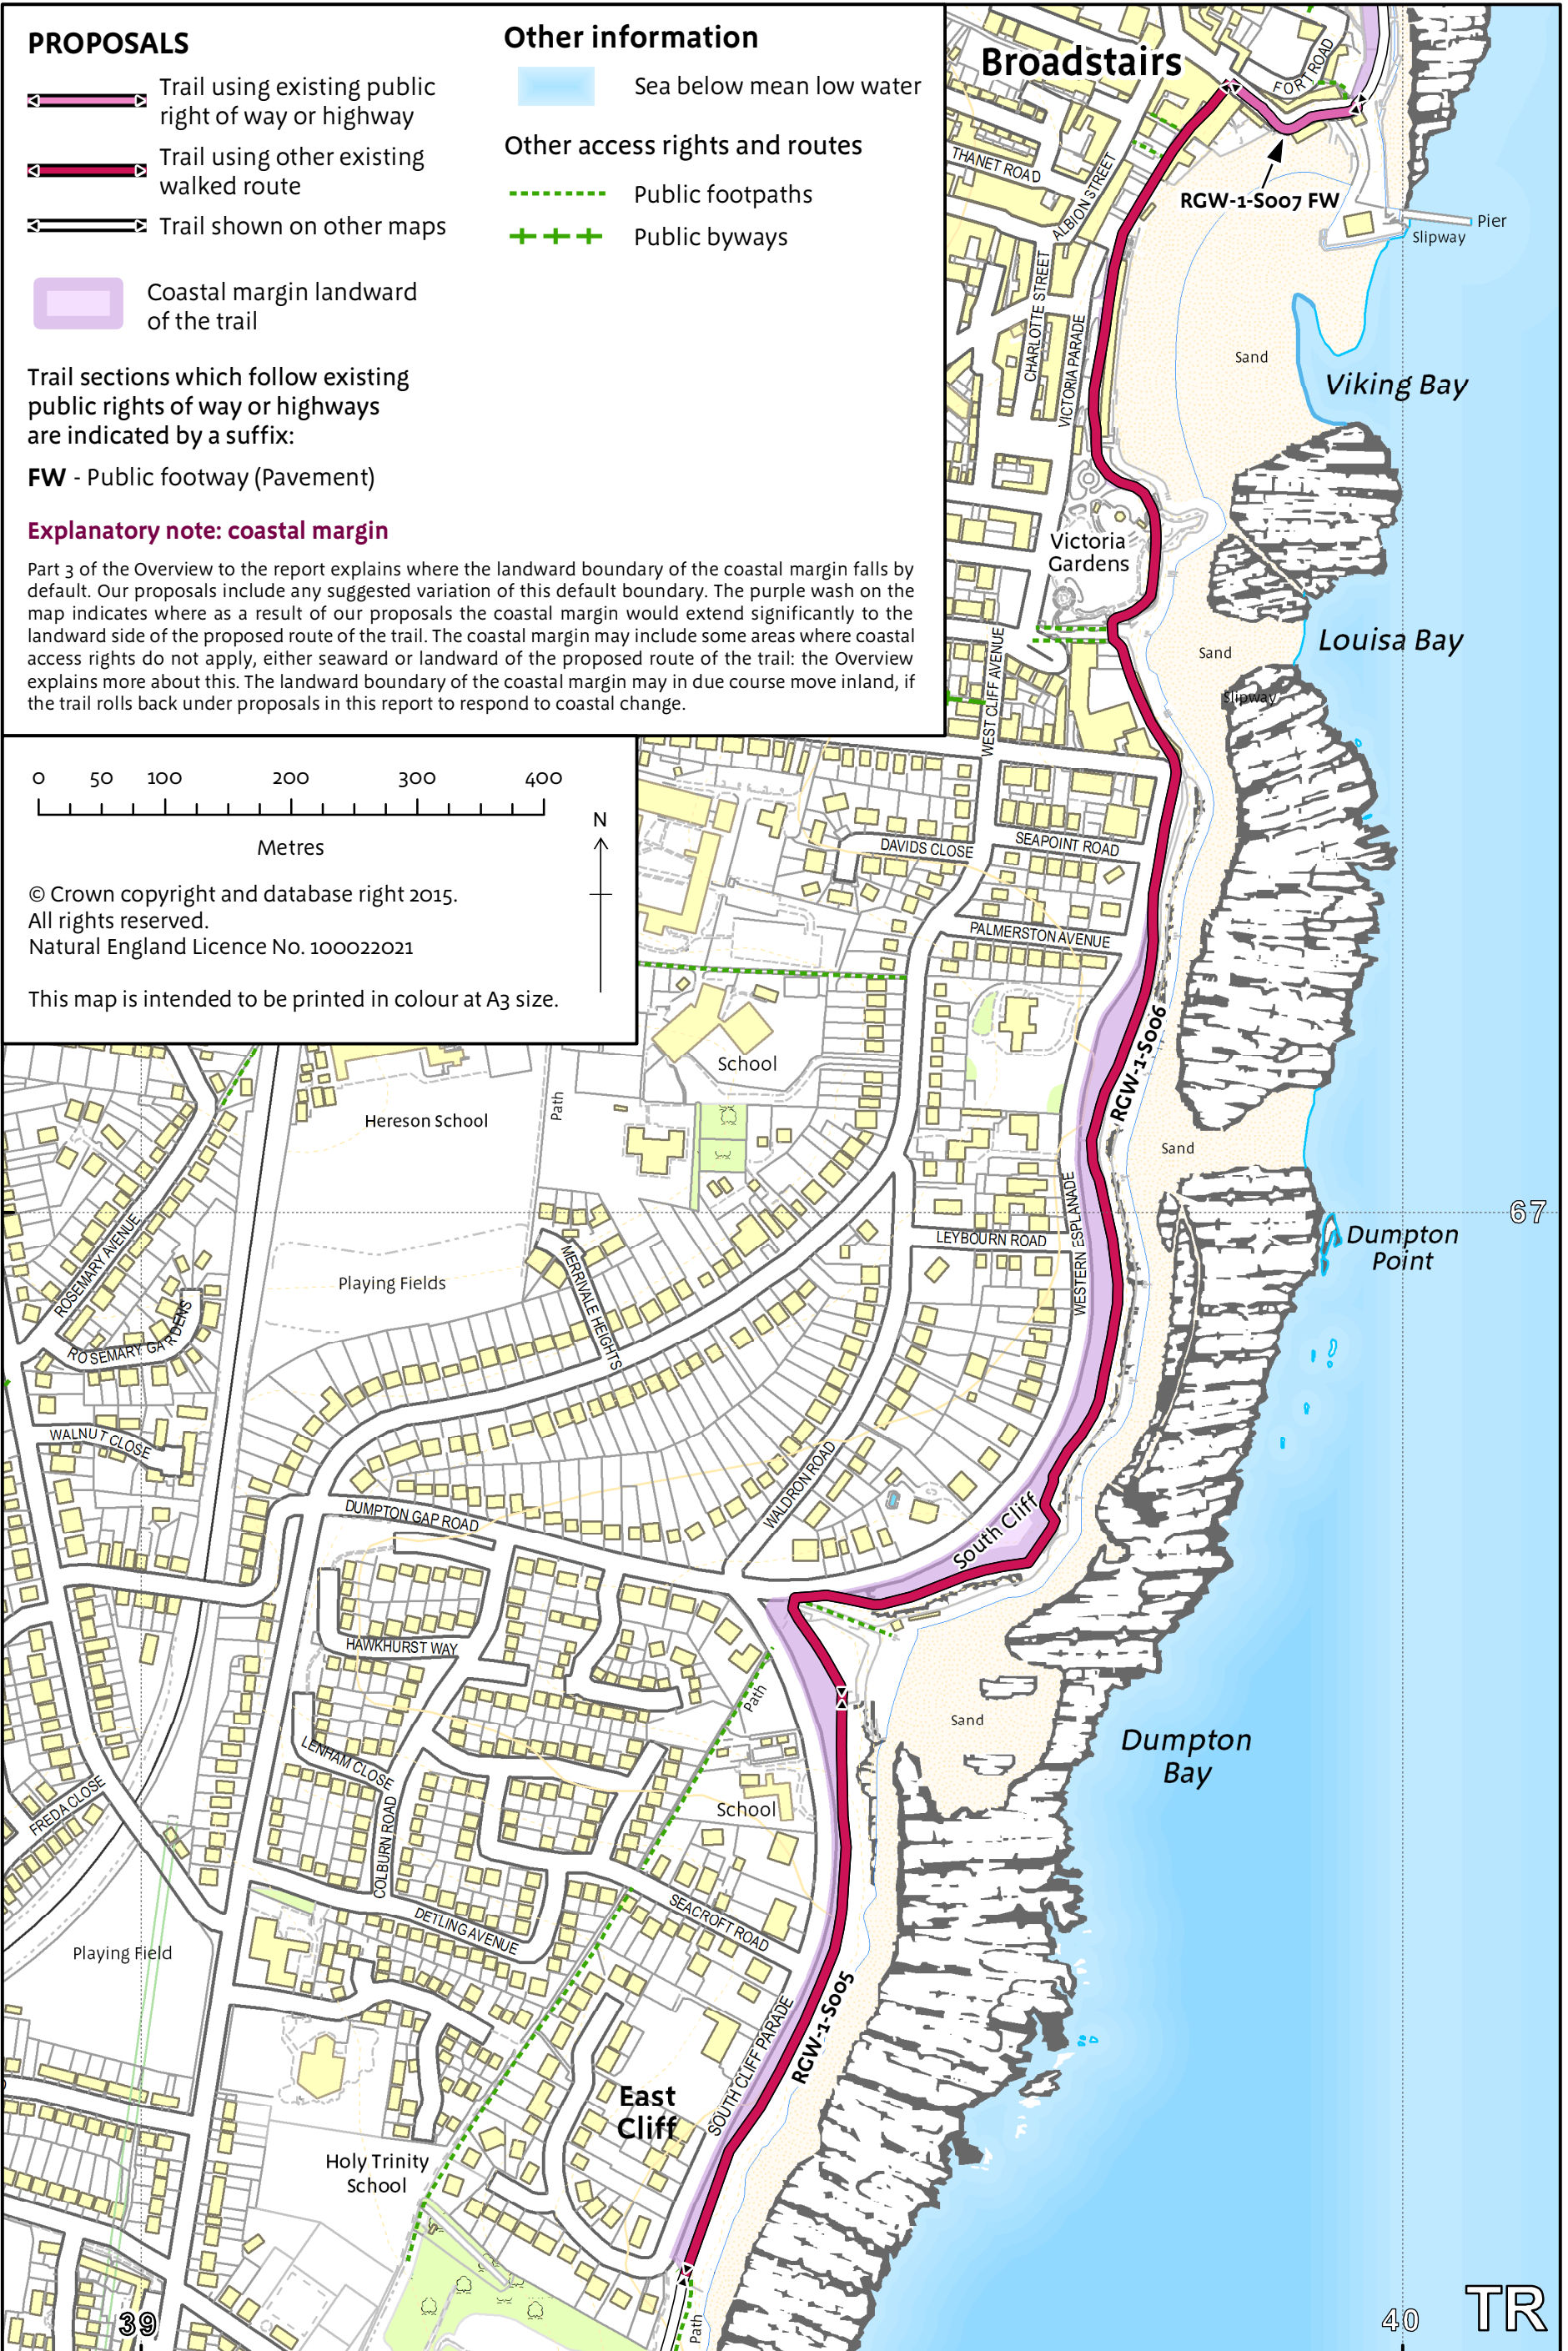 PROPOSALS
Trail using existing public
right of way or highway
Trail using other existing
walked route
Trail shown on other maps
Coastal margin landward
of the trail
Trail sections which follow existing
public rights of way or highways
are indicated by a suffix:
FW - Public footway (Pavement)
Other information
Sea below mean low water
Other access rights and routes
Public footpaths
Public byways
Explanatory note: coastal margin
Part 3 of the Overview to the report explains where the landward boundary of the coastal margin falls by
default. Our proposals include any suggested variation of this default boundary. The purple wash on the
map indicates where as a result of our proposals the coastal margin would extend significantly to the
landward side of the proposed route of the trail. The coastal margin may include some areas where coastal
access rights do not apply, either seaward or landward of the proposed route of the trail: the Overview
explains more about this. The landward boundary of the coastal margin may in due course move inland, if
the trail rolls back under proposals in this report to respond to coastal change.
0 50 100 200 300 400
Metres
N
© Crown copyright and database right 2015.
All rights reserved.
Natural England Licence No. 100022021
This map is intended to be printed in colour at A3 size.
Broadstairs
FORT ROAD
THANET ROAD
ALBION STREET
RGW-1-S007 FW
Pier
Slipway
CHARLOTTE STREET
VICTORIA PARADE
Sand
Viking Bay
Victoria
Gardens
Louisa Bay
Sand
Slipway
WEST CLIFF AVENUE
DAVIDS CLOSE
SEAPOINT ROAD
PALMERSTON AVENUE
RGW-1-S006
School
Hereson School
Path
Sand
WESTERN ESPLANADE
67
LEYBOURN ROAD
Dumpton
Point
ROSEMARY AVENUE
Playing Fields
MERRIVALE HEIGHTS
ROSEMARY GARDENS
WALNUT CLOSE
WALDRON ROAD
DUMPTON GAP ROAD
South Cliff
HAWKHURST WAY
Path
Sand
Dumpton
Bay
LENHAM CLOSE
FREDA CLOSE
COLBURN ROAD
School
SEACROFT ROAD
DETLING AVENUE
Playing Field
RGW-1-S005
SOUTH CLIFF PARADE
East
Cliff
Holy Trinity
School
Path
39
40
TR